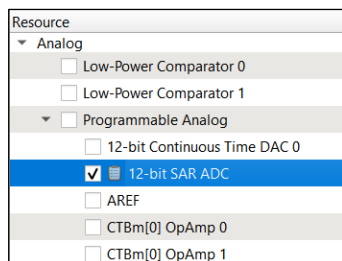 Resource
Analog
Low-Power Comparator 0
Low-Power Comparator 1
Programmable Analog
12-bit Continuous Time DAC 0
12-bit SAR ADC
AREF
CTBm[0] OpAmp 0
CTBm[0] OpAmp 1